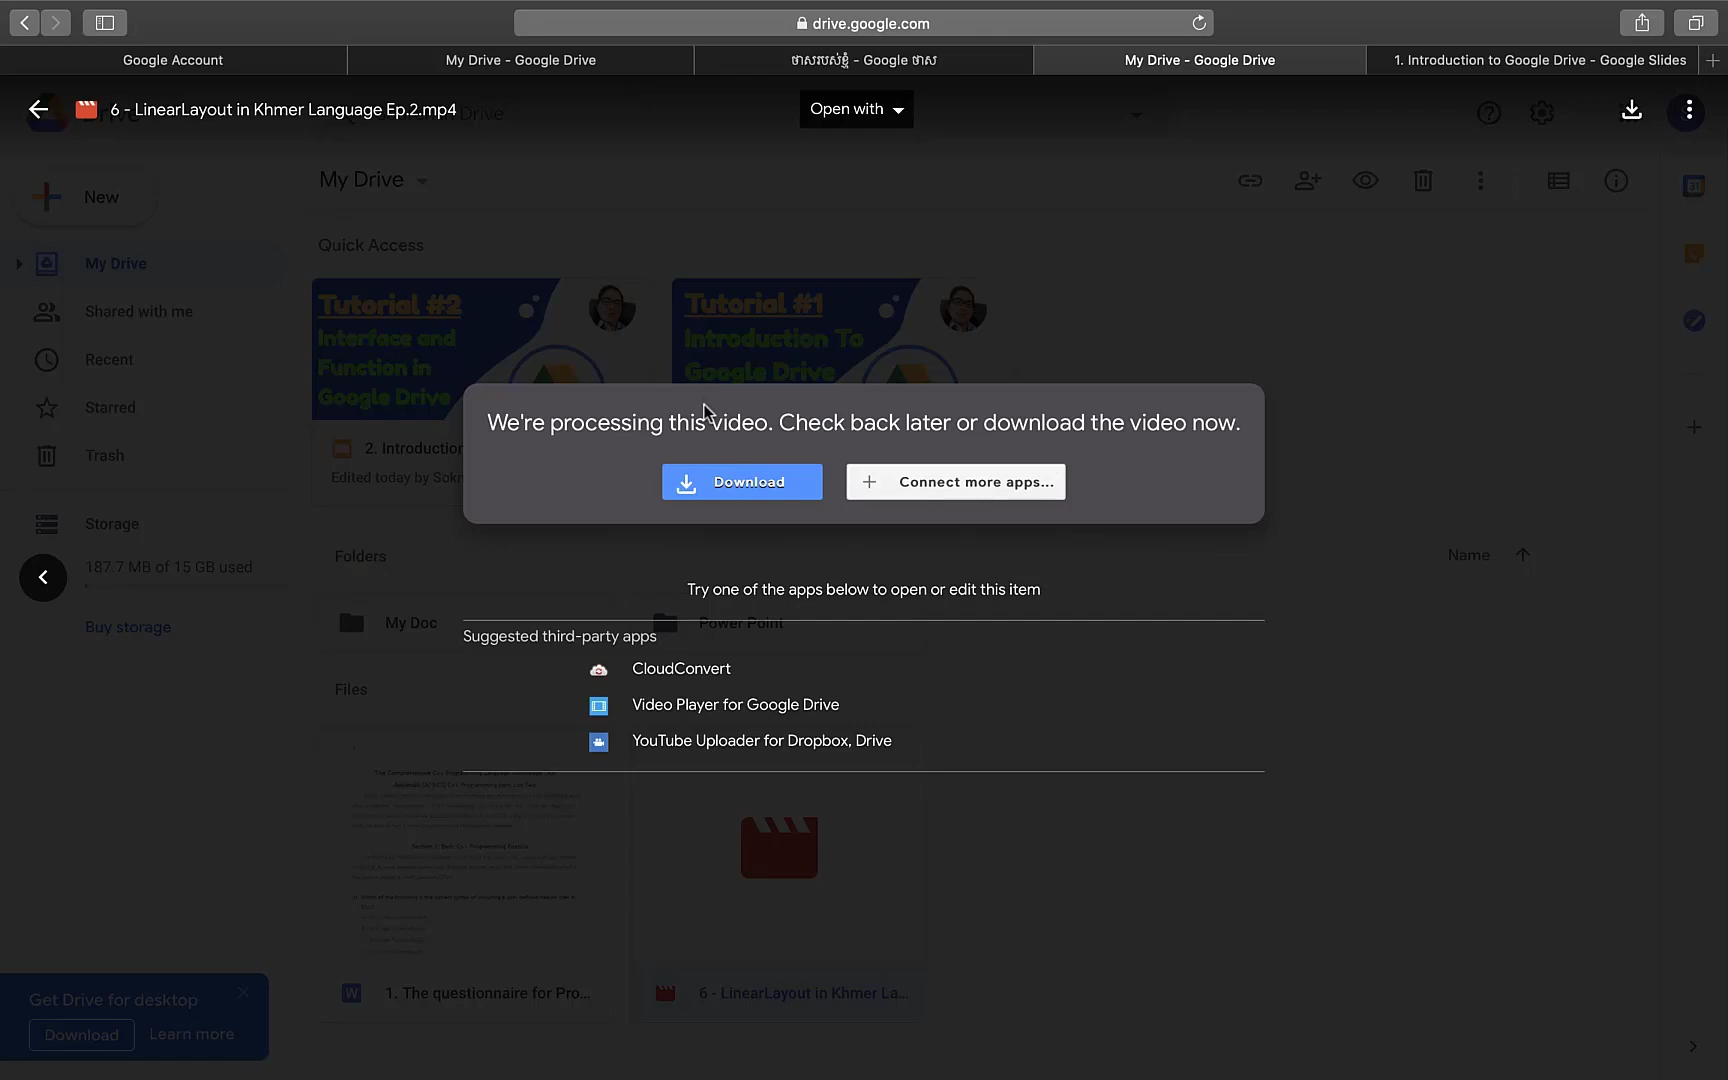 drive.google.com
Google Account
My Drive - Google Drive
ថាសរបស់ខ្ញុំ - Google ថាស
My Drive - Google Drive
1. Introduction to Google Drive - Google Slides
6 - LinearLayout in Khmer Language Ep.2.mp4
Open with
New
My Drive
My Drive
Shared with me
Recent
Starred
Trash
Storage
187.7 MB of 15 GB used
Buy storage
Quick Access
Tutorial #2
Interface and
Function in
Google Drive
Tutorial #1
Introduction To
Google Drive
2. Introduction
Edited today by Sok
We're processing this video. Check back later or download the video now.
Download
Connect more apps...
Folders
Name
Try one of the apps below to open or edit this item
My Doc
Power Point
Suggested third-party apps
CloudConvert
Video Player for Google Drive
YouTube Uploader for Dropbox, Drive
Files
1. The questionnaire for Pro...
6 - LinearLayout in Khmer La...
Get Drive for desktop
Download
Learn more